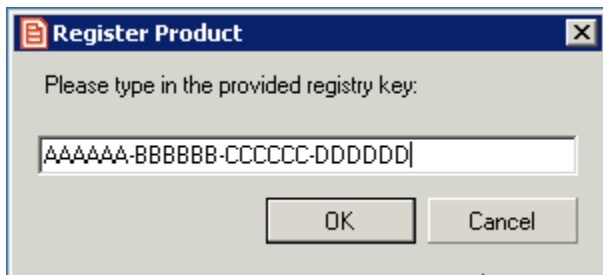 Register Product
Please type in the provided registry key:
AAAAAA-BBBBBB-CCCCCC-DDDDDD
OK Cancel